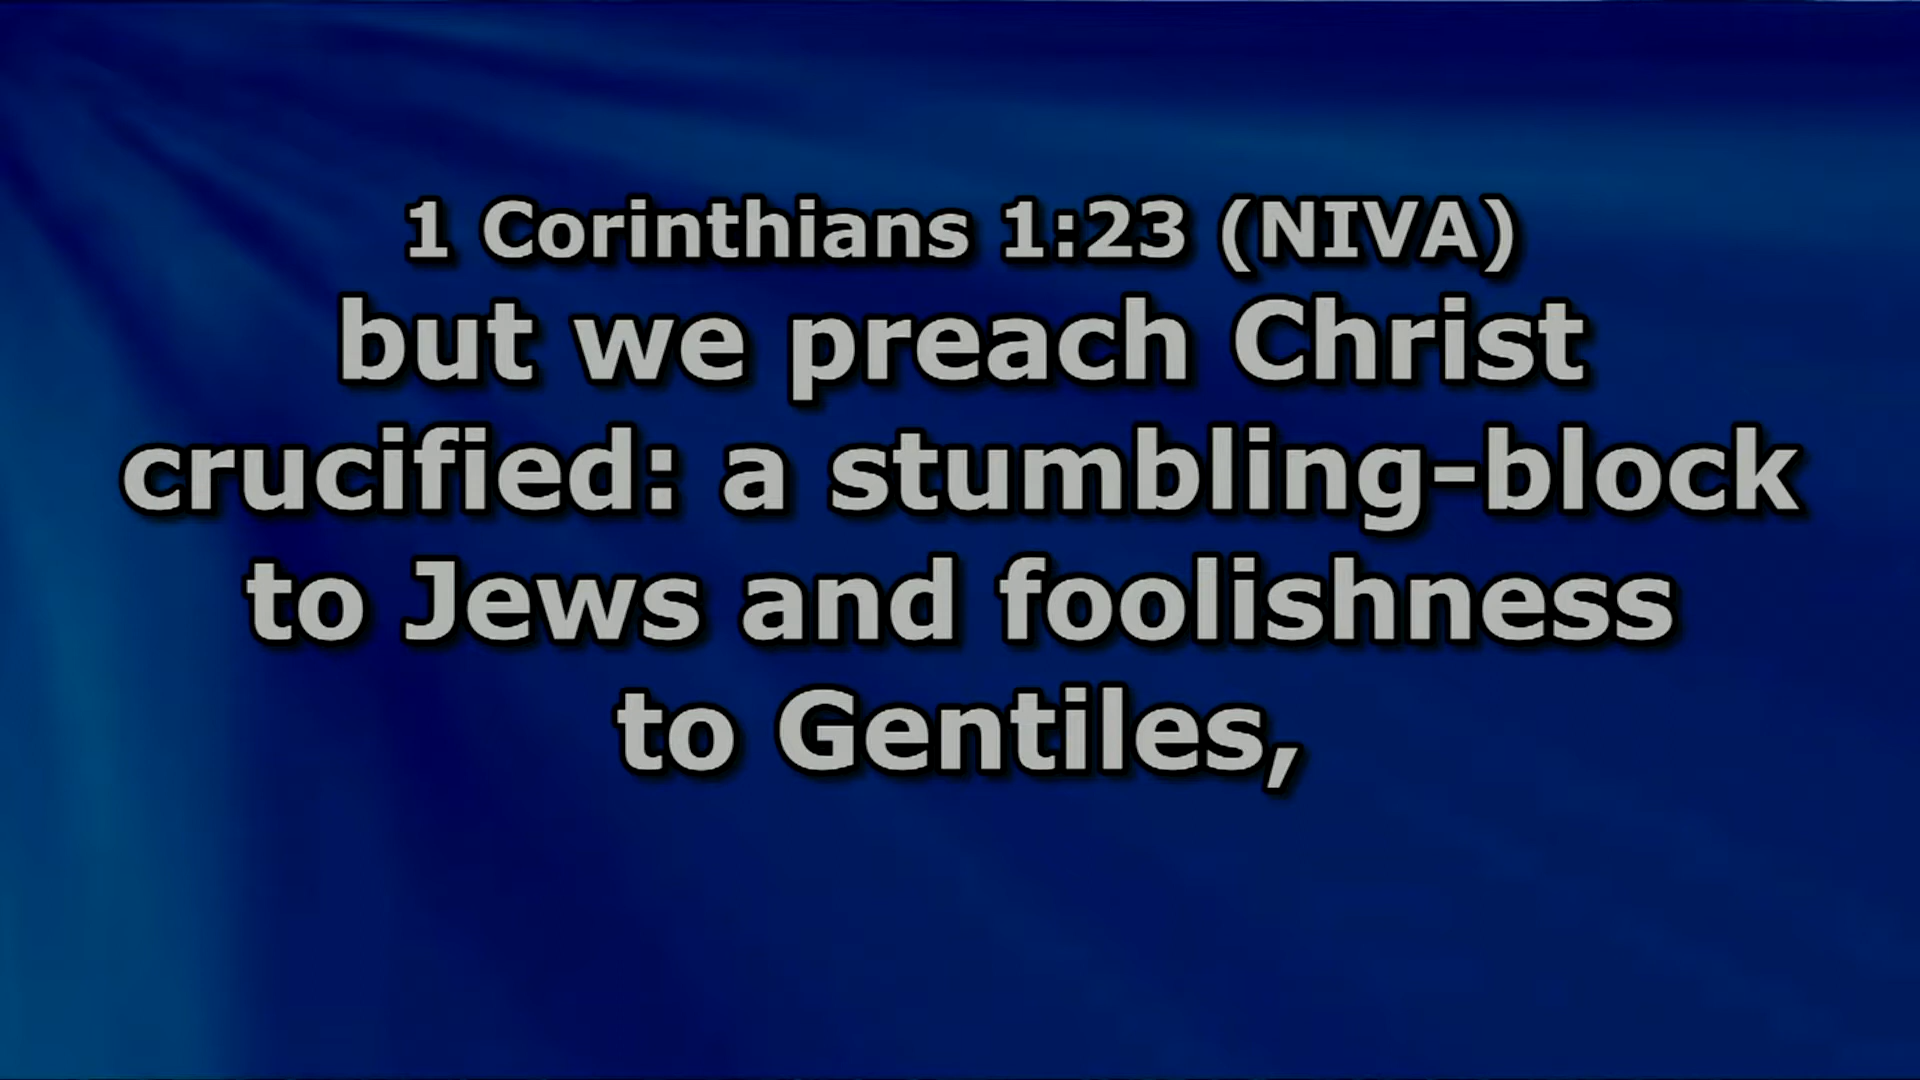 1 Corinthians 1:23 (NIVA)
but we preach Christ
crucified: a stumbling-block
to Jews and foolishness
to Gentiles,